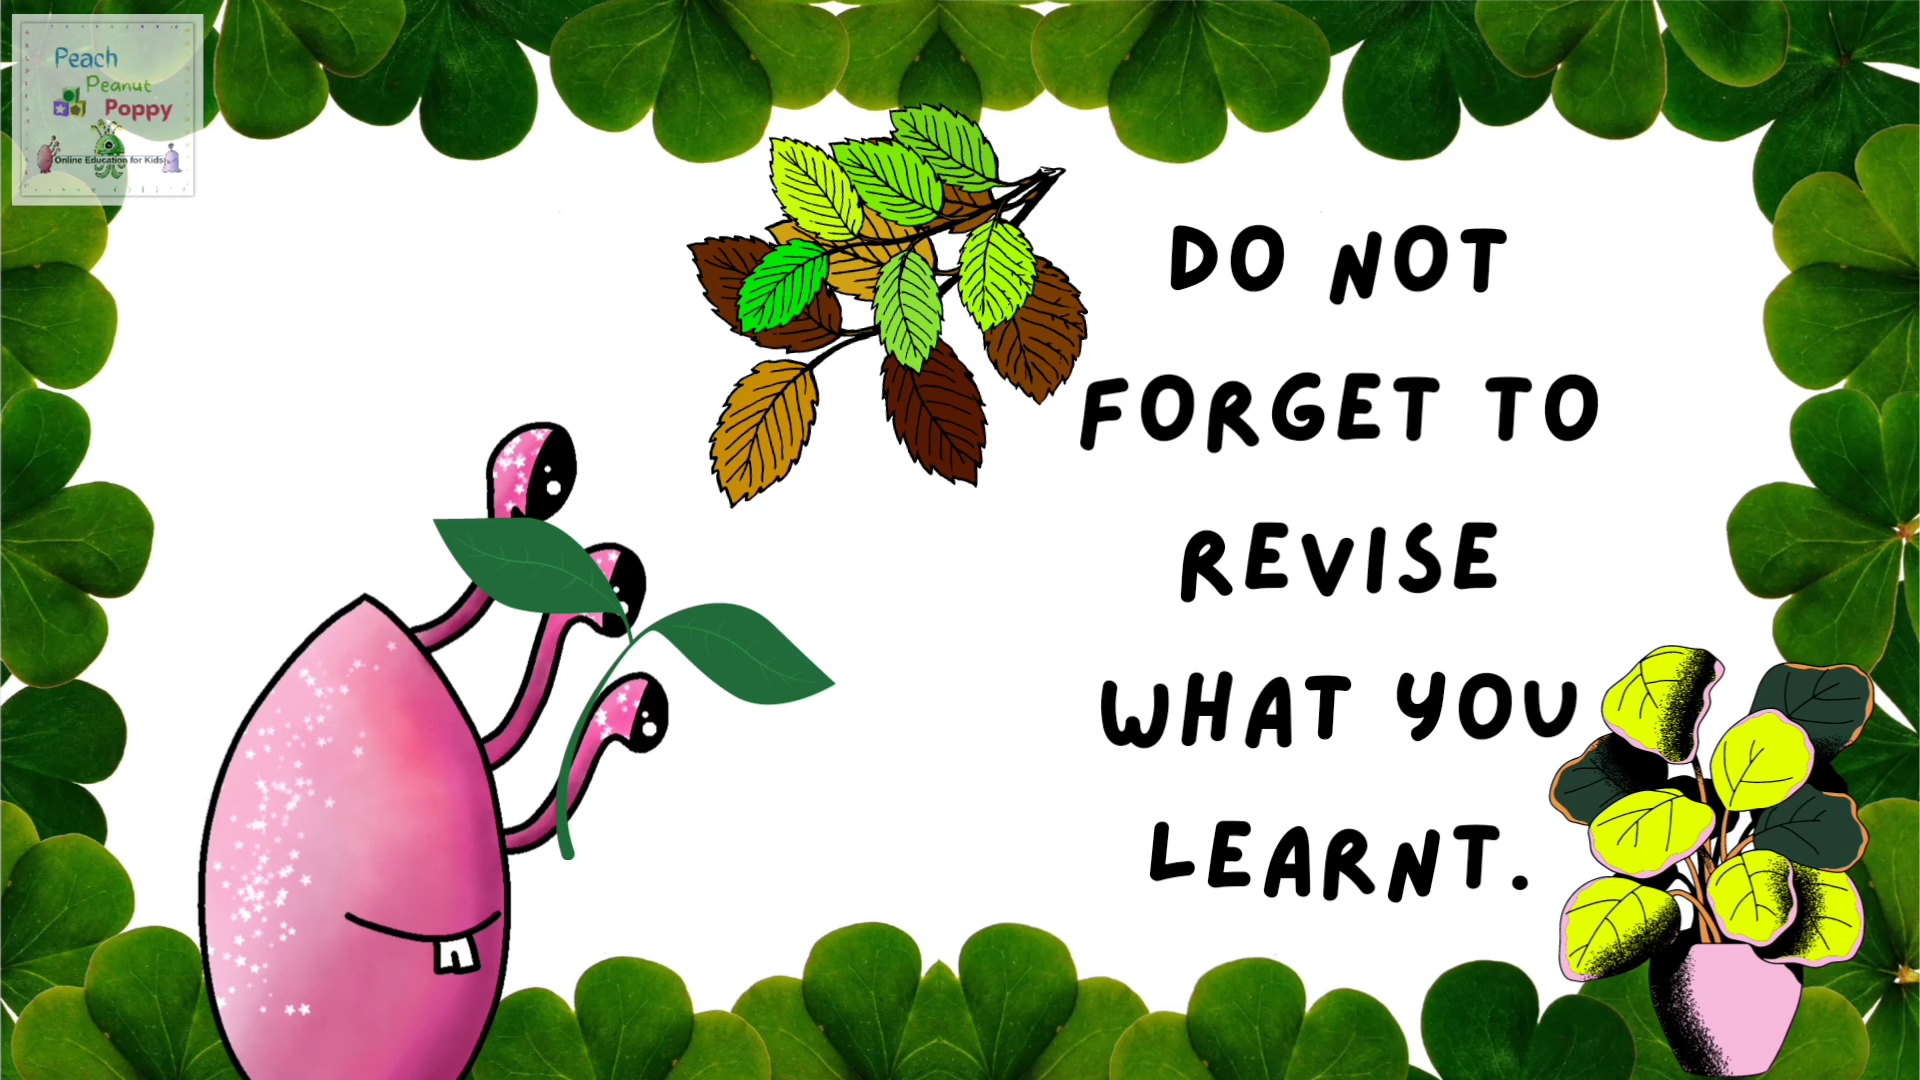 Peach
Peanut
Poppy
Online Education for Kids
DO NOT
FORGET TO
REVISE
WHAT YOU
LEARNT.